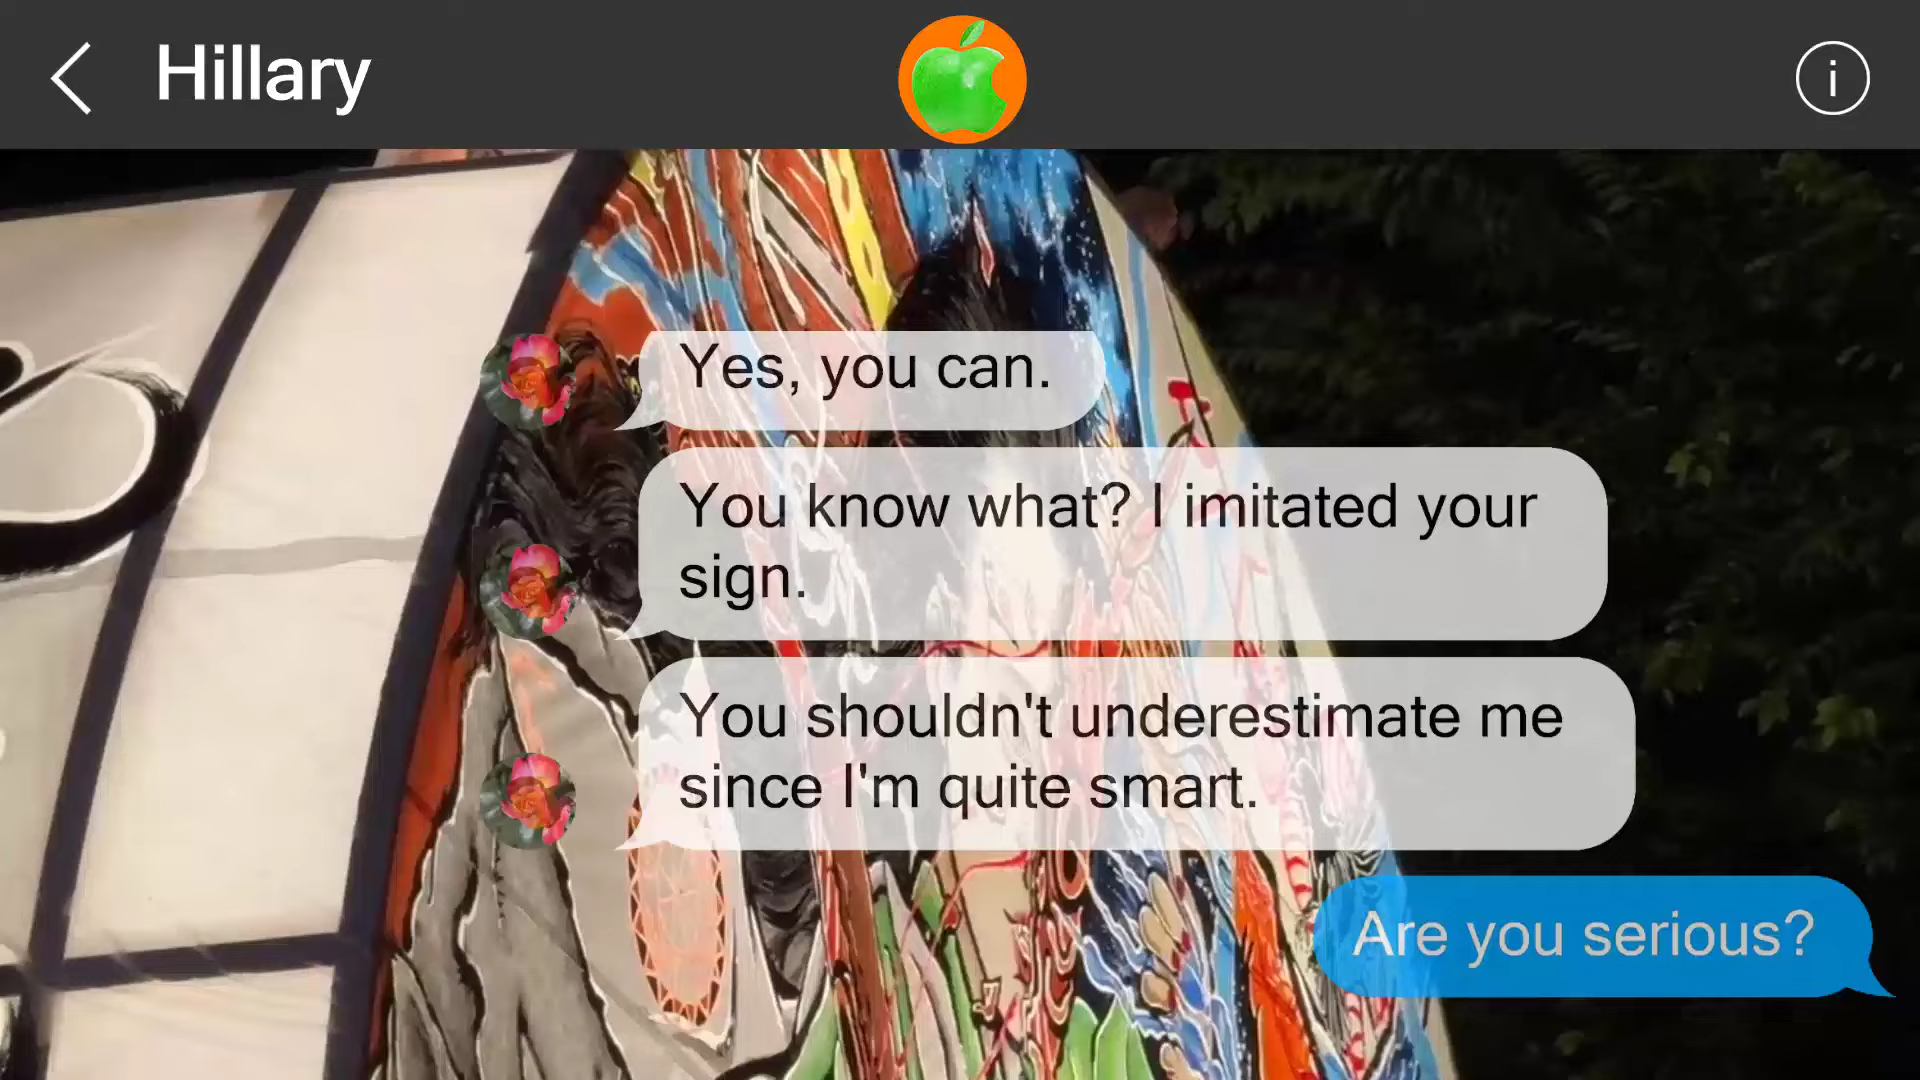 Hillary
Yes, you can.
You know what? I imitated your
sign.
You shouldn't underestimate me
since I'm quite smart.
Are you serious?